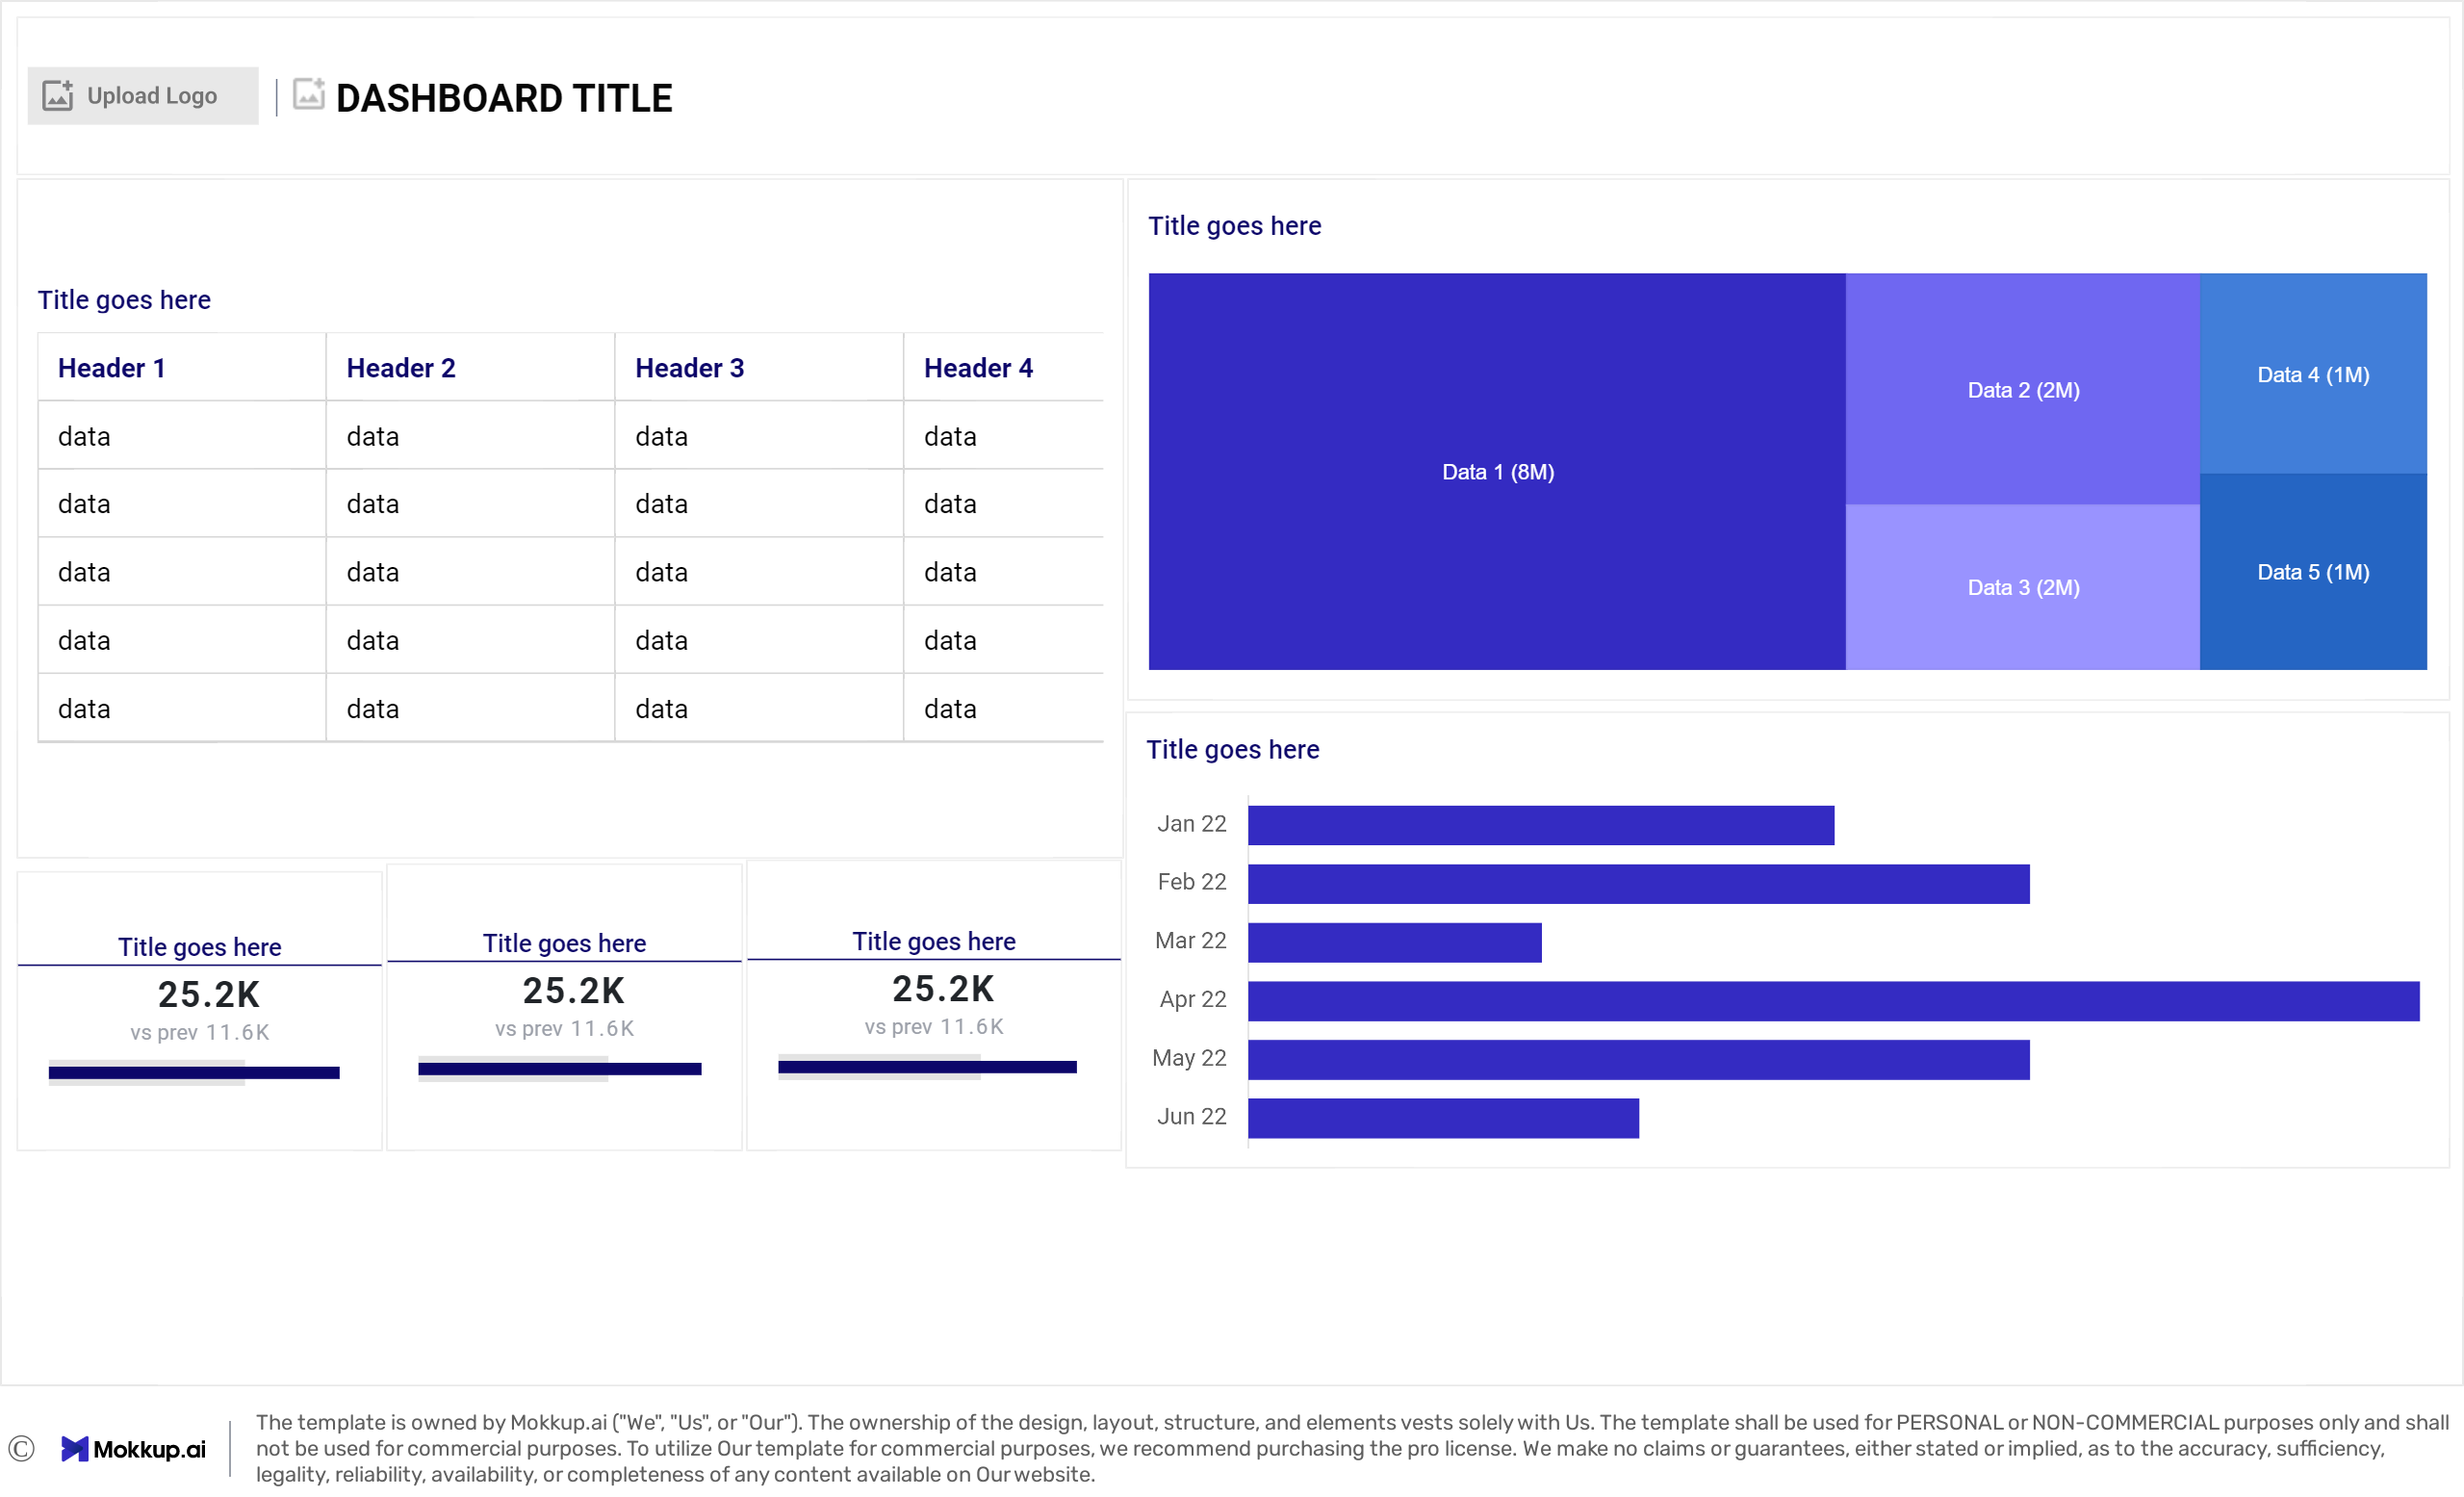 Upload Logo
DASHBOARD TITLE
Title goes here
Header 1 Header 2 Header 3 Header 4
data data data data
data data data data
data data data data
data data data data
data data data data
Title goes here
Data 1 (8M)
Data 2 (2M)
Data 3 (2M)
Data 4 (1M)
Data 5 (1M)
Title goes here
25.2K
vs prev 11.6K
Title goes here
25.2K
vs prev 11.6K
Title goes here
25.2K
vs prev 11.6K
Title goes here
Jan 22
Feb 22
Mar 22
Apr 22
May 22
Jun 22
© Mokkup.ai
The template is owned by Mokkup.ai ("We", "Us", or "Our"). The ownership of the design, layout, structure, and elements vests solely with Us. The template shall be used for PERSONAL or NON-COMMERCIAL purposes only and shall
not be used for commercial purposes. To utilize Our template for commercial purposes, we recommend purchasing the pro license. We make no claims or guarantees, either stated or implied, as to the accuracy, sufficiency,
legality, reliability, availability, or completeness of any content available on Our website.